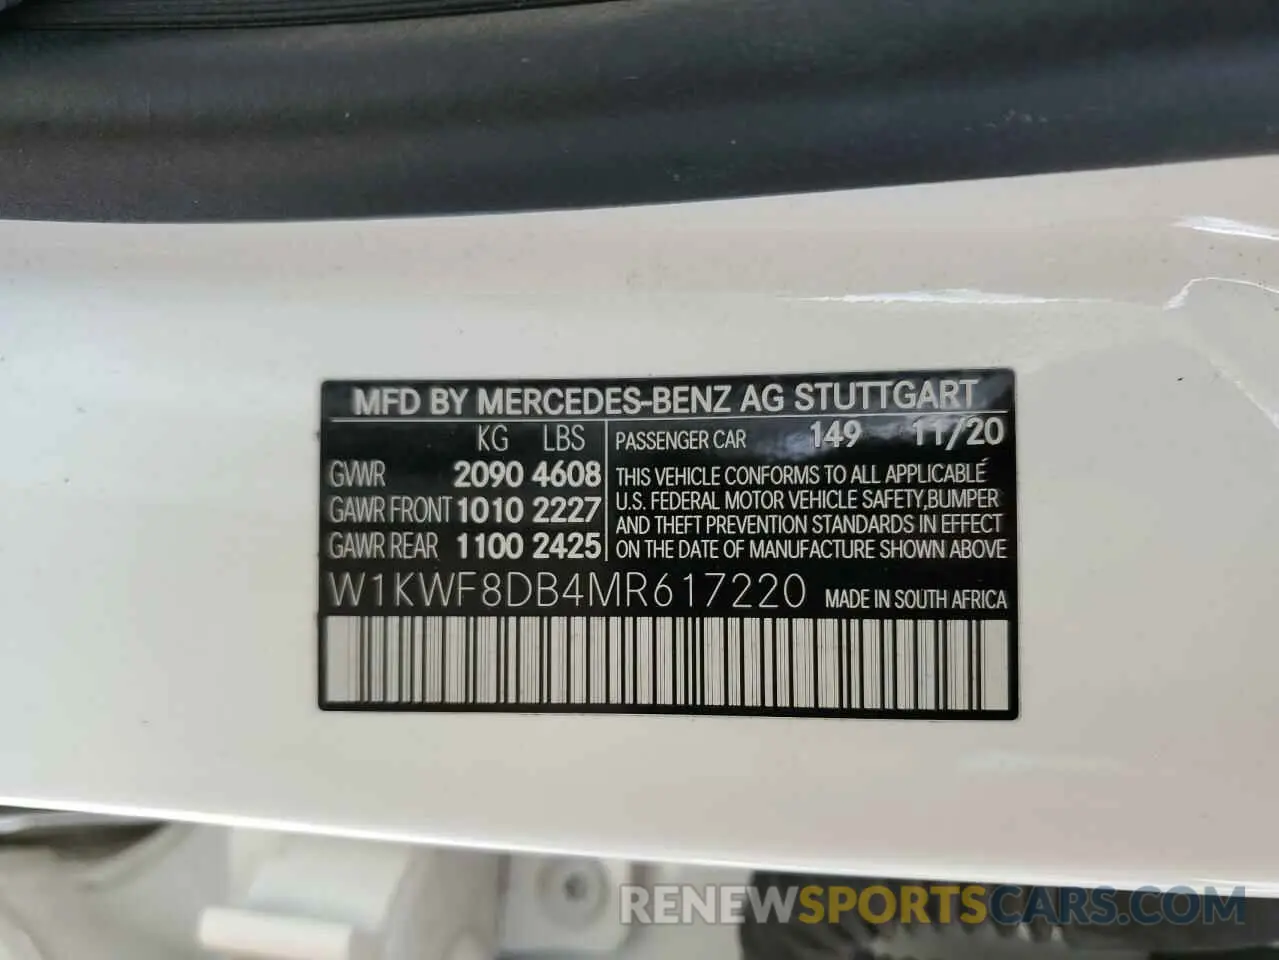 MFD BY MERCEDES-BENZ AG STUTTGART
KG LBS
GVWR 2090 4608
GAWR FRONT 1010 2227
GAWR REAR 1100 2425
PASSENGER CAR 149 11/20
THIS VEHICLE CONFORMS TO ALL APPLICABLE
U.S. FEDERAL MOTOR VEHICLE SAFETY,BUMPER
AND THEFT PREVENTION STANDARDS IN EFFECT
ON THE DATE OF MANUFACTURE SHOWN ABOVE
W1KWF8DB4MR617220 MADE IN SOUTH AFRICA
RENEWSPORTSCARS.COM